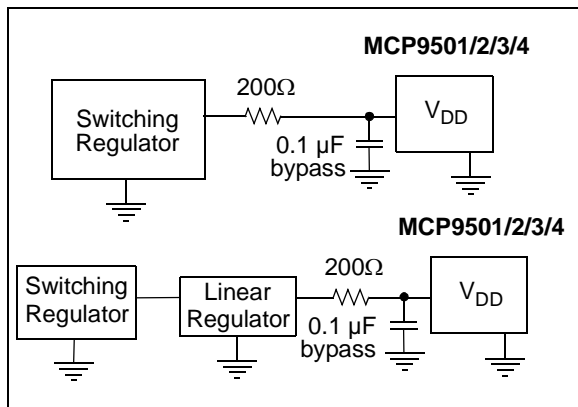 MCP9501/2/3/4
200Ω
Switching
Regulator
V_DD
0.1 µF
bypass
MCP9501/2/3/4
200Ω
Switching
Regulator
Linear
Regulator
V_DD
0.1 µF
bypass